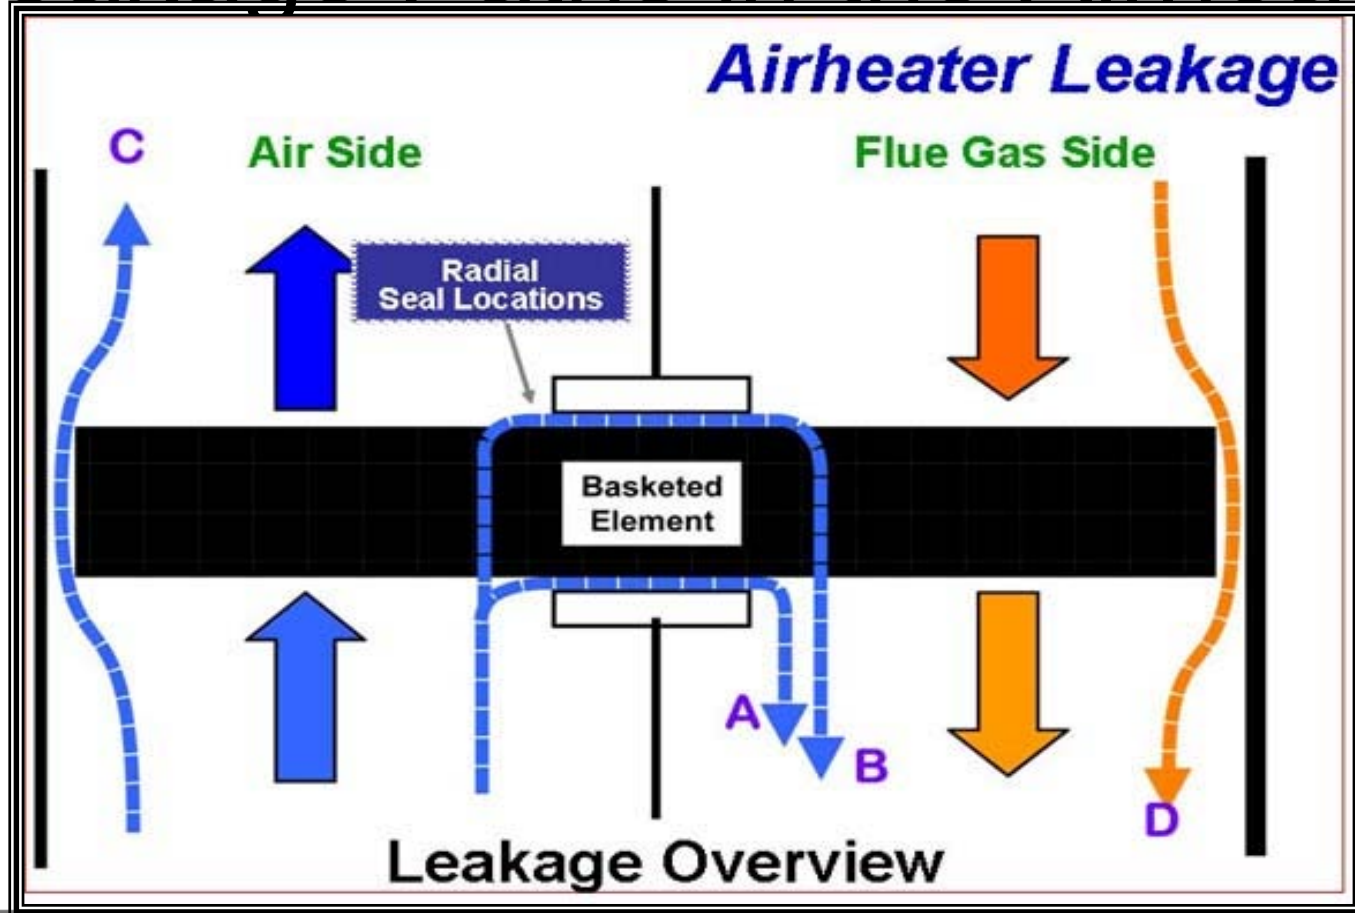 Airheater Leakage
C
Air Side
Flue Gas Side
Radial
Seal Locations
Basketed
Element
A
B
D
Leakage Overview